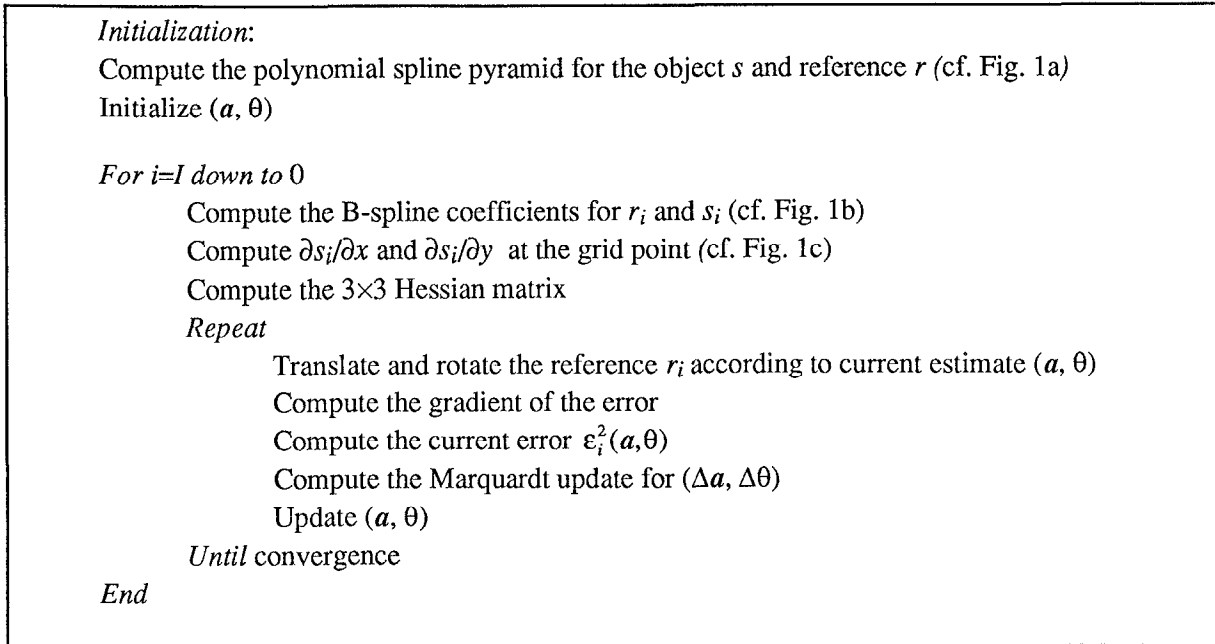 Initialization:
Compute the polynomial spline pyramid for the object s and reference r (cf. Fig. 1a)
Initialize (a, θ)
For i=I down to 0
Compute the B-spline coefficients for rᵢ and sᵢ (cf. Fig. 1b)
Compute ∂sᵢ/∂x and ∂sᵢ/∂y at the grid point (cf. Fig. 1c)
Compute the 3×3 Hessian matrix
Repeat
Translate and rotate the reference rᵢ according to current estimate (a, θ)
Compute the gradient of the error
Compute the current error εᵢ²(a,θ)
Compute the Marquardt update for (Δa, Δθ)
Update (a, θ)
Until convergence
End